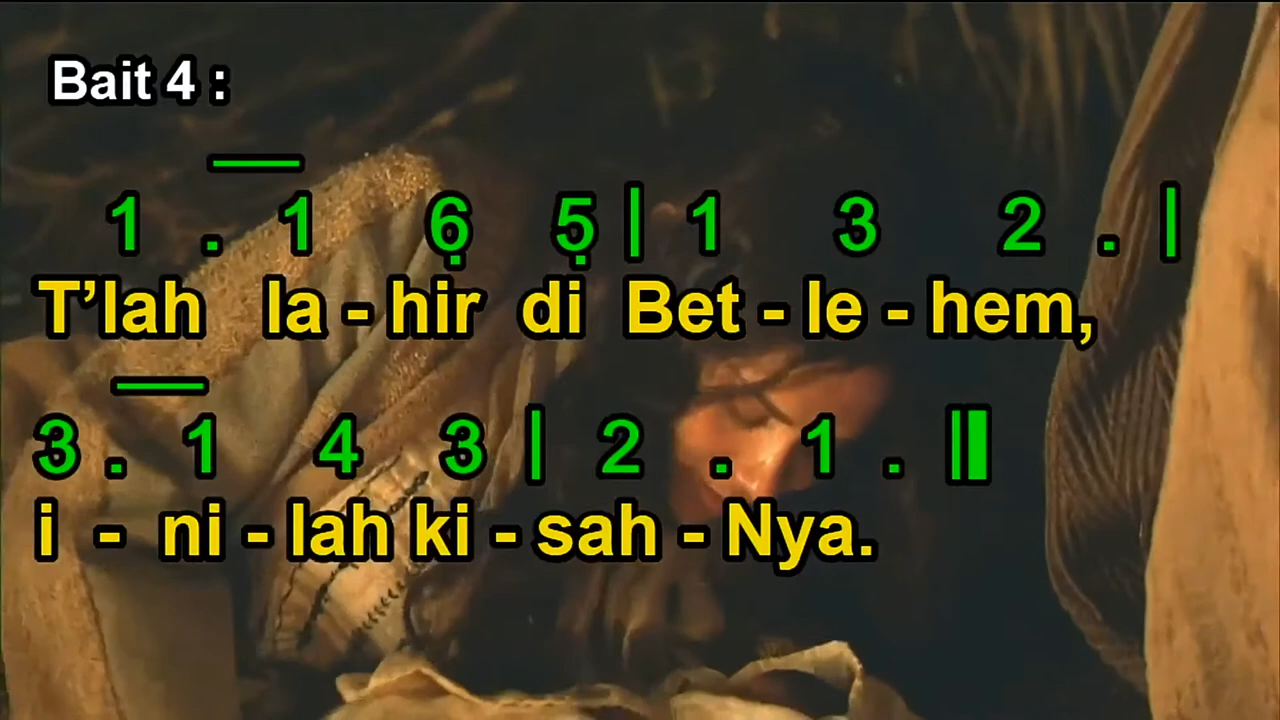 Bait 4 :
1 . 1 6̣ 5̣ | 1 3 2 . |
T’lah la - hir di Bet - le - hem,
3 . 1 4 3 | 2 . 1 . ||
i - ni - lah ki - sah - Nya.